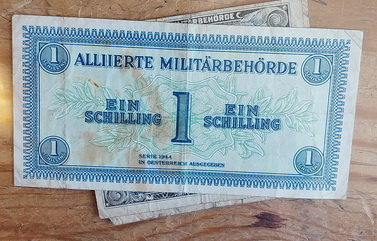 MILITÄRBEHÖRDE
1 1
ALLIIERTE MILITÄRBEHÖRDE
EIN 1 EIN
SCHILLING SCHILLING
SERIE 1944
IN OESTERREICH AUSGEGEBEN
1 1